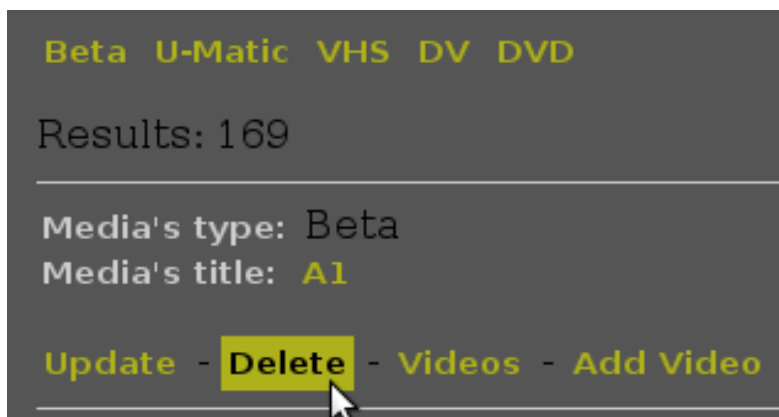 Beta U-Matic VHS DV DVD
Results: 169
Media's type: Beta
Media's title: A1
Update - Delete - Videos - Add Video